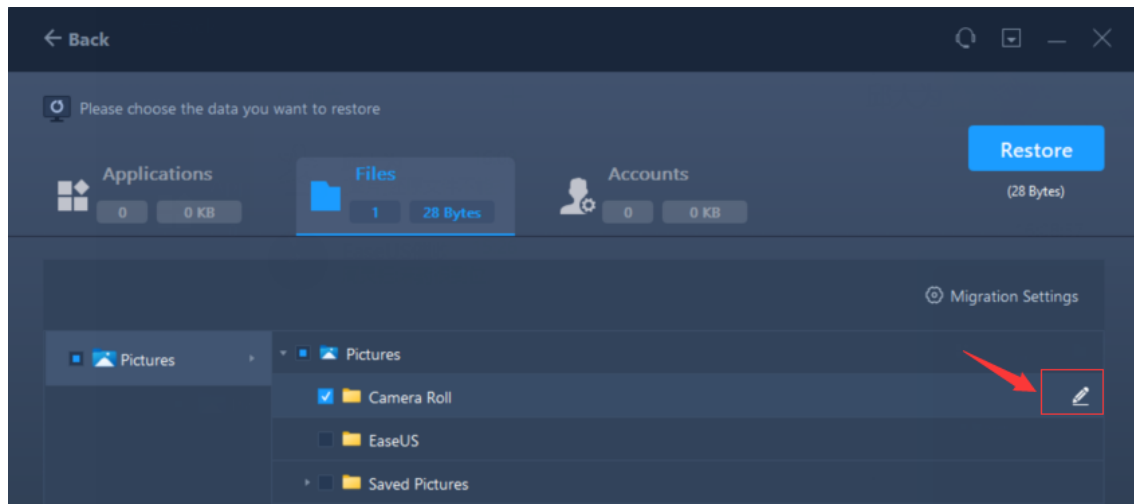 Back
Please choose the data you want to restore
Restore
(28 Bytes)
Applications
0 0 KB
Files
1 28 Bytes
Accounts
0 0 KB
Migration Settings
Pictures
Pictures
Camera Roll
EaseUS
Saved Pictures